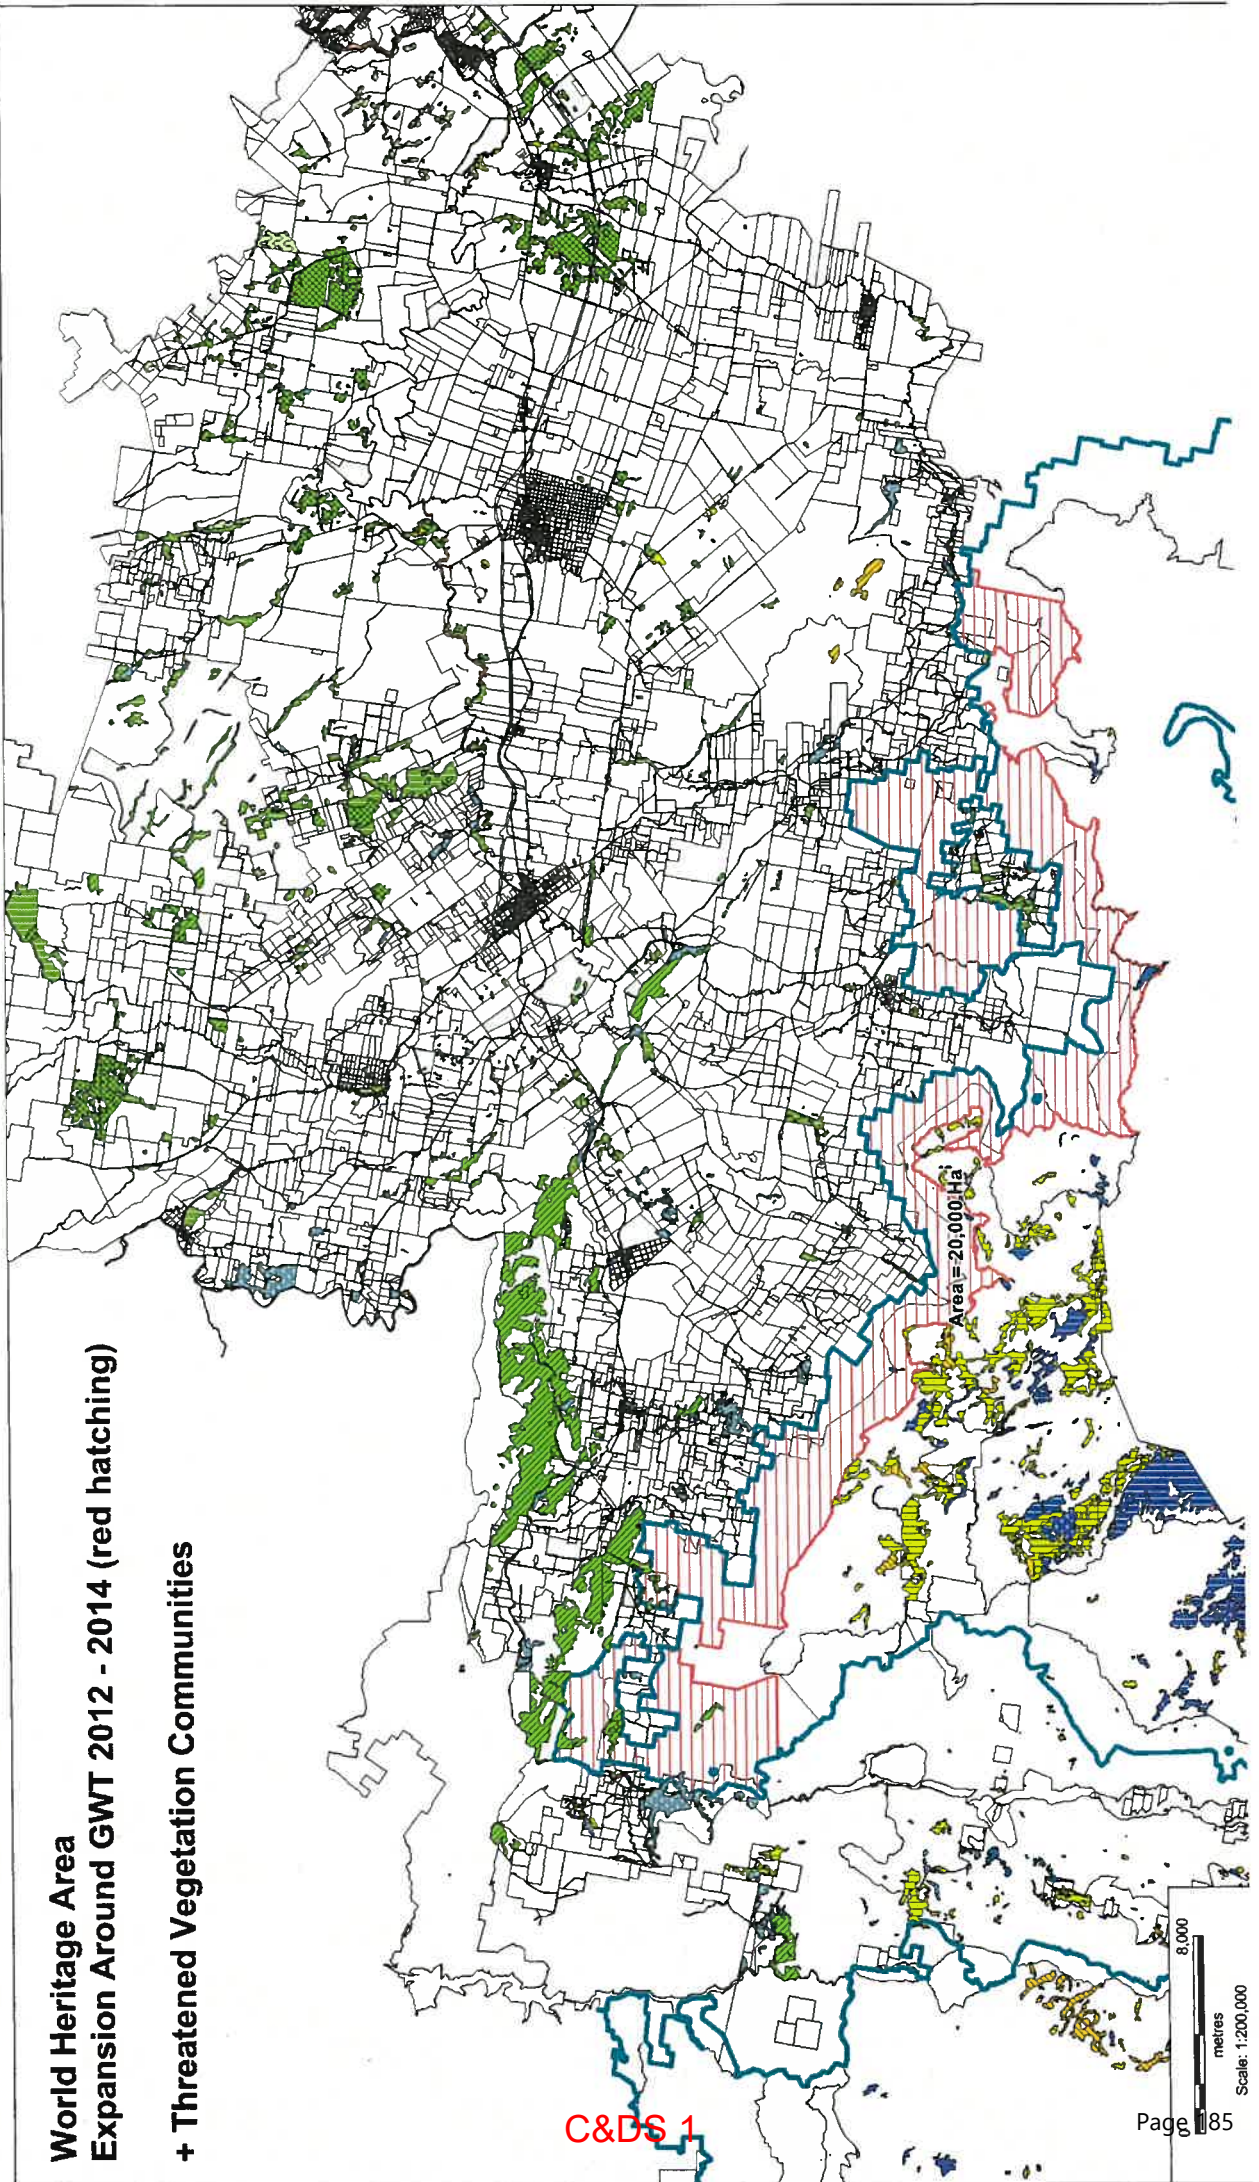 World Heritage Area
Expansion Around GWT 2012 - 2014 (red hatching)
+ Threatened Vegetation Communities
Area = 20,000 Ha
0
8,000
metres
Scale: 1:200,000
C&DS 1
Page 185